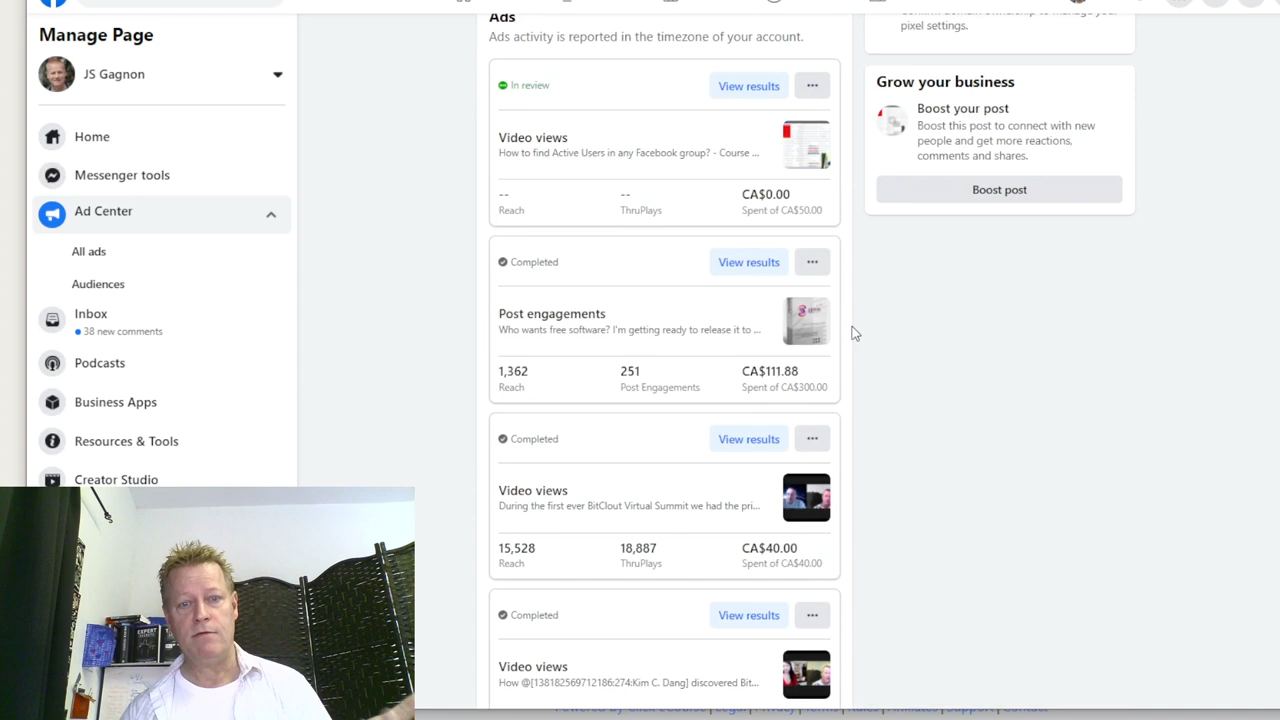 Manage Page
JS Gagnon
Home
Messenger tools
Ad Center
All ads
Audiences
Inbox
38 new comments
Podcasts
Business Apps
Resources & Tools
Creator Studio
Ads
Ads activity is reported in the timezone of your account.
In review
View results
Video views
How to find Active Users in any Facebook group? - Course ...
-- -- CA$0.00
Reach ThruPlays Spent of CA$50.00
Completed
View results
Post engagements
Who wants free software? I'm getting ready to release it to ...
1,362 251 CA$111.88
Reach Post Engagements Spent of CA$300.00
Completed
View results
Video views
During the first ever BitClout Virtual Summit we had the pri...
15,528 18,887 CA$40.00
Reach ThruPlays Spent of CA$40.00
Completed
View results
Video views
How @[138182569712186:274:Kim C. Dang] discovered Bit...
pixel settings.
Grow your business
Boost your post
Boost this post to connect with new
people and get more reactions,
comments and shares.
Boost post
EXPERT